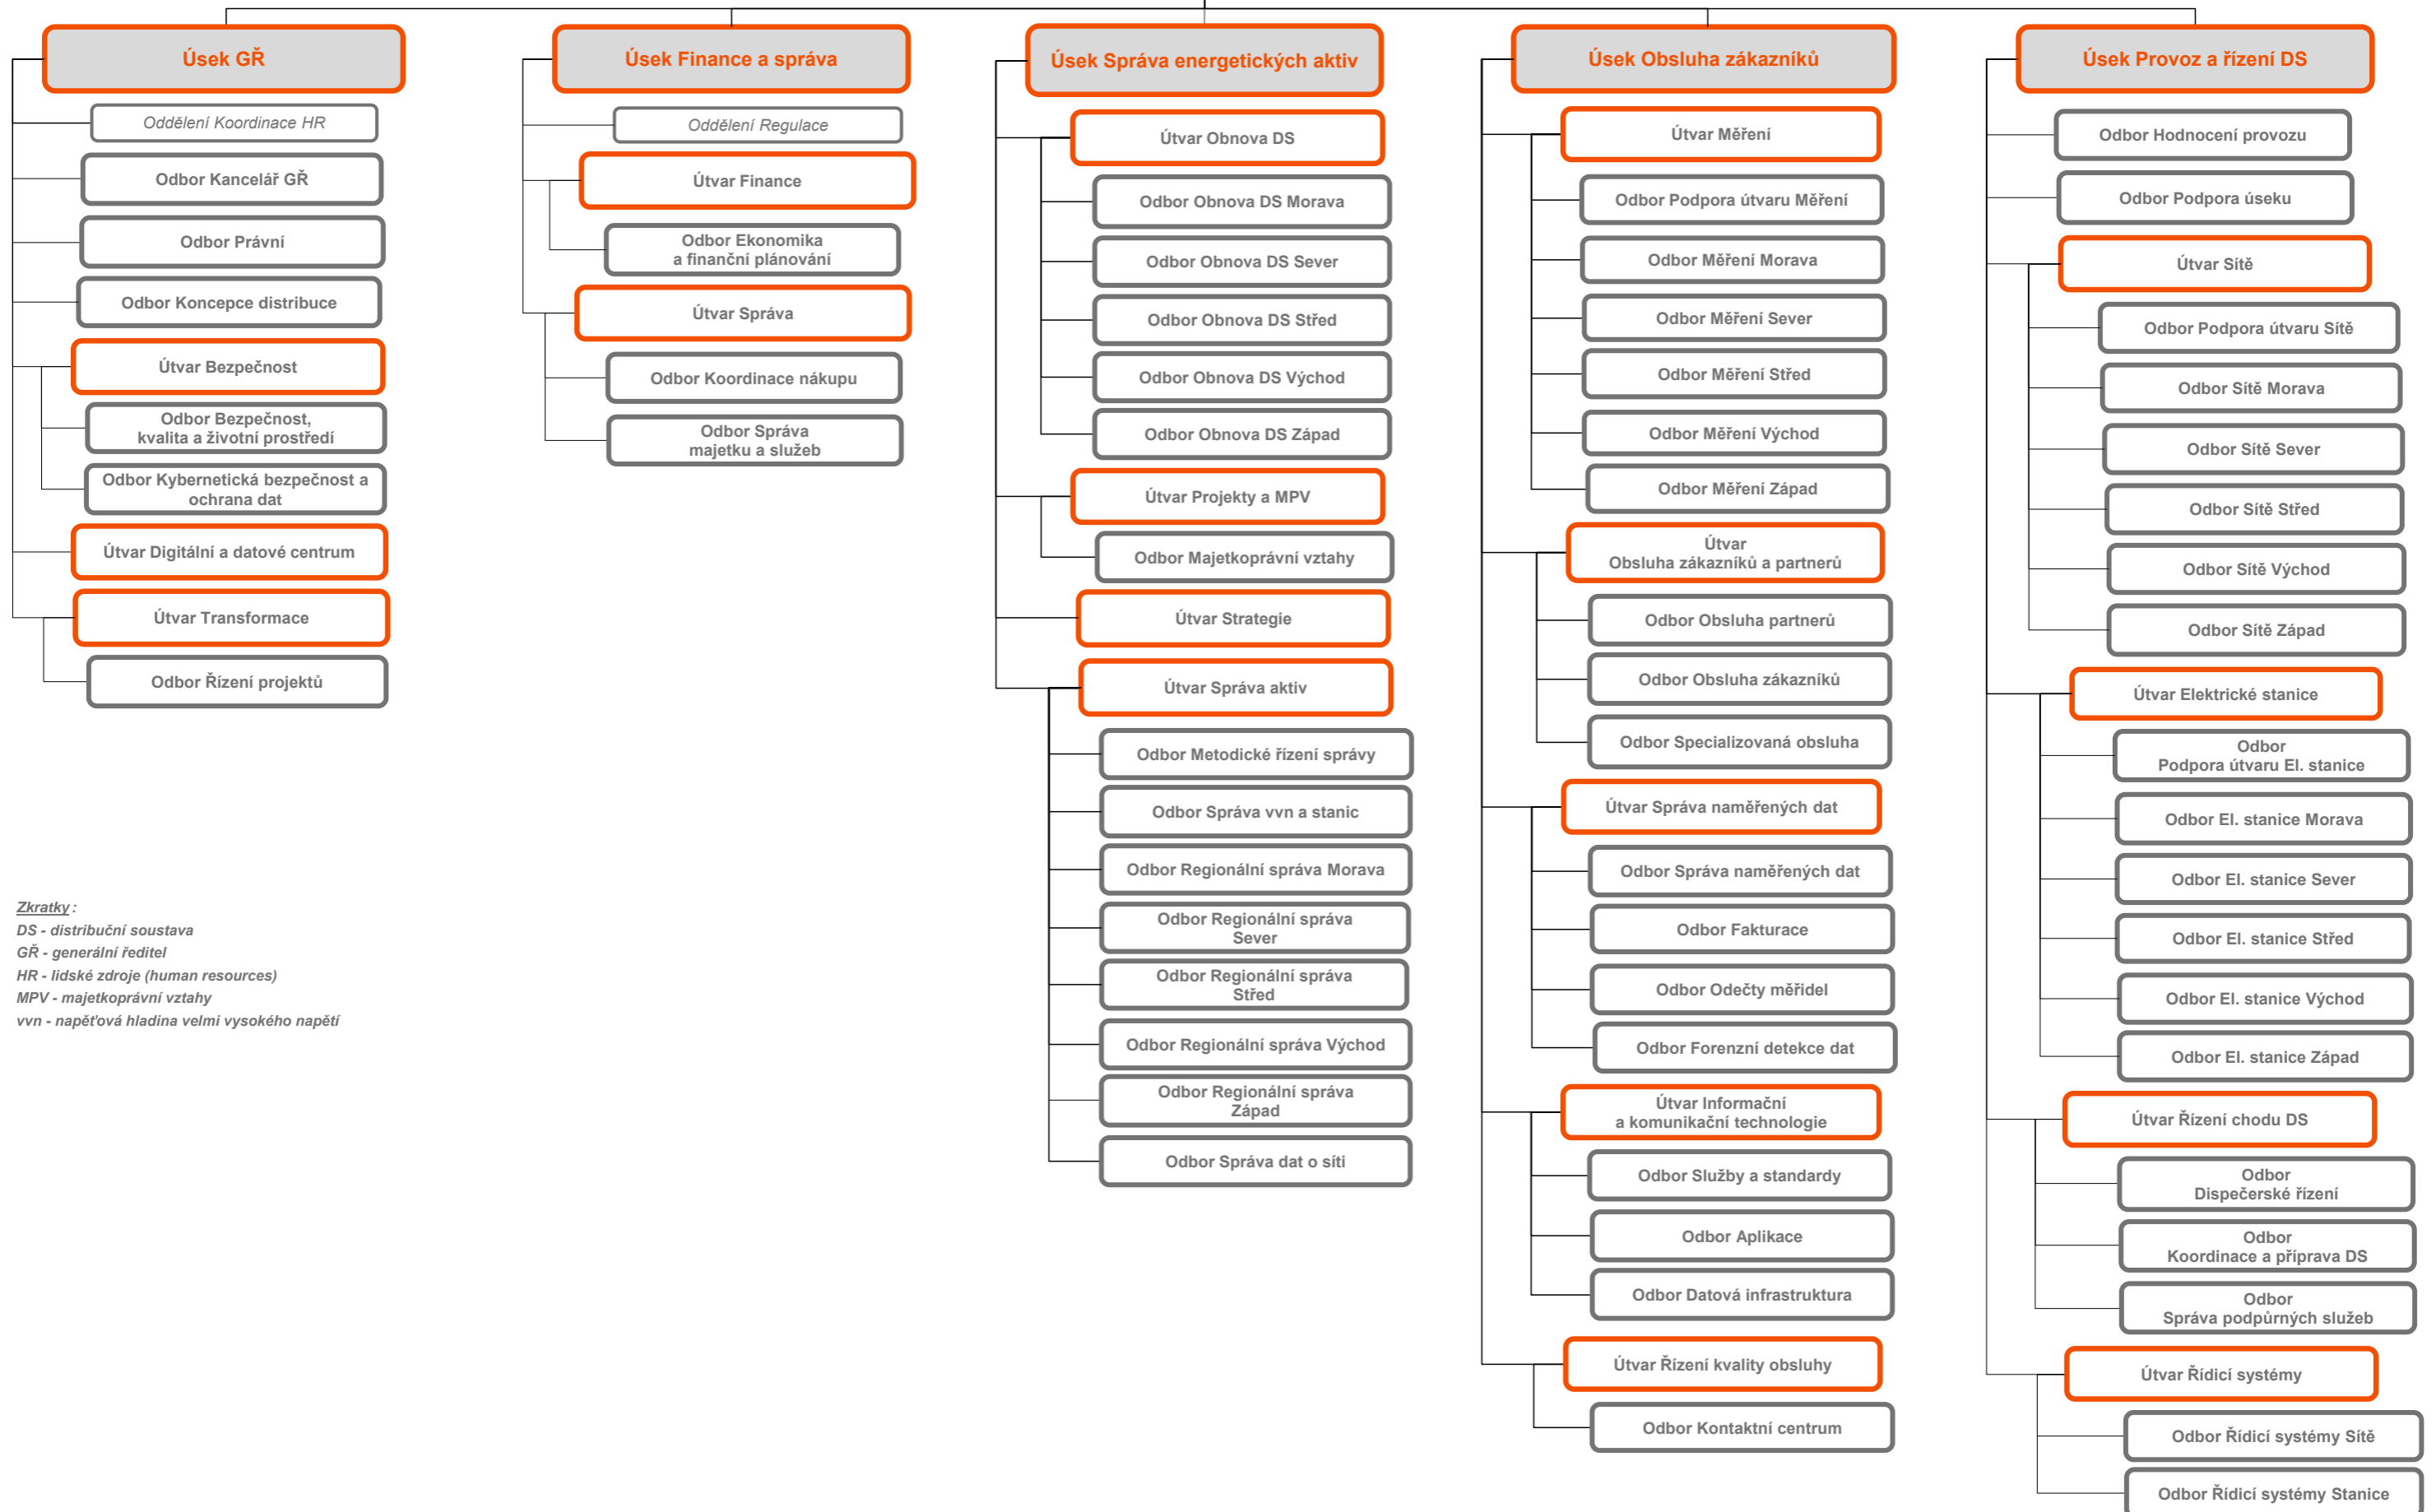 Úsek GŘ
Oddělení Koordinace HR
Odbor Kancelář GŘ
Odbor Právní
Odbor Koncepce distribuce
Útvar Bezpečnost
Odbor Bezpečnost,
kvalita a životní prostředí
Odbor Kybernetická bezpečnost a
ochrana dat
Útvar Digitální a datové centrum
Útvar Transformace
Odbor Řízení projektů
Zkratky :
DS - distribuční soustava
GŘ - generální ředitel
HR - lidské zdroje (human resources)
MPV - majetkoprávní vztahy
vvn - napěťová hladina velmi vysokého napětí
Úsek Finance a správa
Oddělení Regulace
Útvar Finance
Odbor Ekonomika
a finanční plánování
Útvar Správa
Odbor Koordinace nákupu
Odbor Správa
majetku a služeb
Úsek Správa energetických aktiv
Útvar Obnova DS
Odbor Obnova DS Morava
Odbor Obnova DS Sever
Odbor Obnova DS Střed
Odbor Obnova DS Východ
Odbor Obnova DS Západ
Útvar Projekty a MPV
Odbor Majetkoprávní vztahy
Útvar Strategie
Útvar Správa aktiv
Odbor Metodické řízení správy
Odbor Správa vvn a stanic
Odbor Regionální správa Morava
Odbor Regionální správa
Sever
Odbor Regionální správa
Střed
Odbor Regionální správa Východ
Odbor Regionální správa
Západ
Odbor Správa dat o síti
Úsek Obsluha zákazníků
Útvar Měření
Odbor Podpora útvaru Měření
Odbor Měření Morava
Odbor Měření Sever
Odbor Měření Střed
Odbor Měření Východ
Odbor Měření Západ
Útvar
Obsluha zákazníků a partnerů
Odbor Obsluha partnerů
Odbor Obsluha zákazníků
Odbor Specializovaná obsluha
Útvar Správa naměřených dat
Odbor Správa naměřených dat
Odbor Fakturace
Odbor Odečty měřidel
Odbor Forenzní detekce dat
Útvar Informační
a komunikační technologie
Odbor Služby a standardy
Odbor Aplikace
Odbor Datová infrastruktura
Útvar Řízení kvality obsluhy
Odbor Kontaktní centrum
Úsek Provoz a řízení DS
Odbor Hodnocení provozu
Odbor Podpora úseku
Útvar Sítě
Odbor Podpora útvaru Sítě
Odbor Sítě Morava
Odbor Sítě Sever
Odbor Sítě Střed
Odbor Sítě Východ
Odbor Sítě Západ
Útvar Elektrické stanice
Odbor
Podpora útvaru El. stanice
Odbor El. stanice Morava
Odbor El. stanice Sever
Odbor El. stanice Střed
Odbor El. stanice Východ
Odbor El. stanice Západ
Útvar Řízení chodu DS
Odbor
Dispečerské řízení
Odbor
Koordinace a příprava DS
Odbor
Správa podpůrných služeb
Útvar Řídicí systémy
Odbor Řídicí systémy Sítě
Odbor Řídicí systémy Stanice